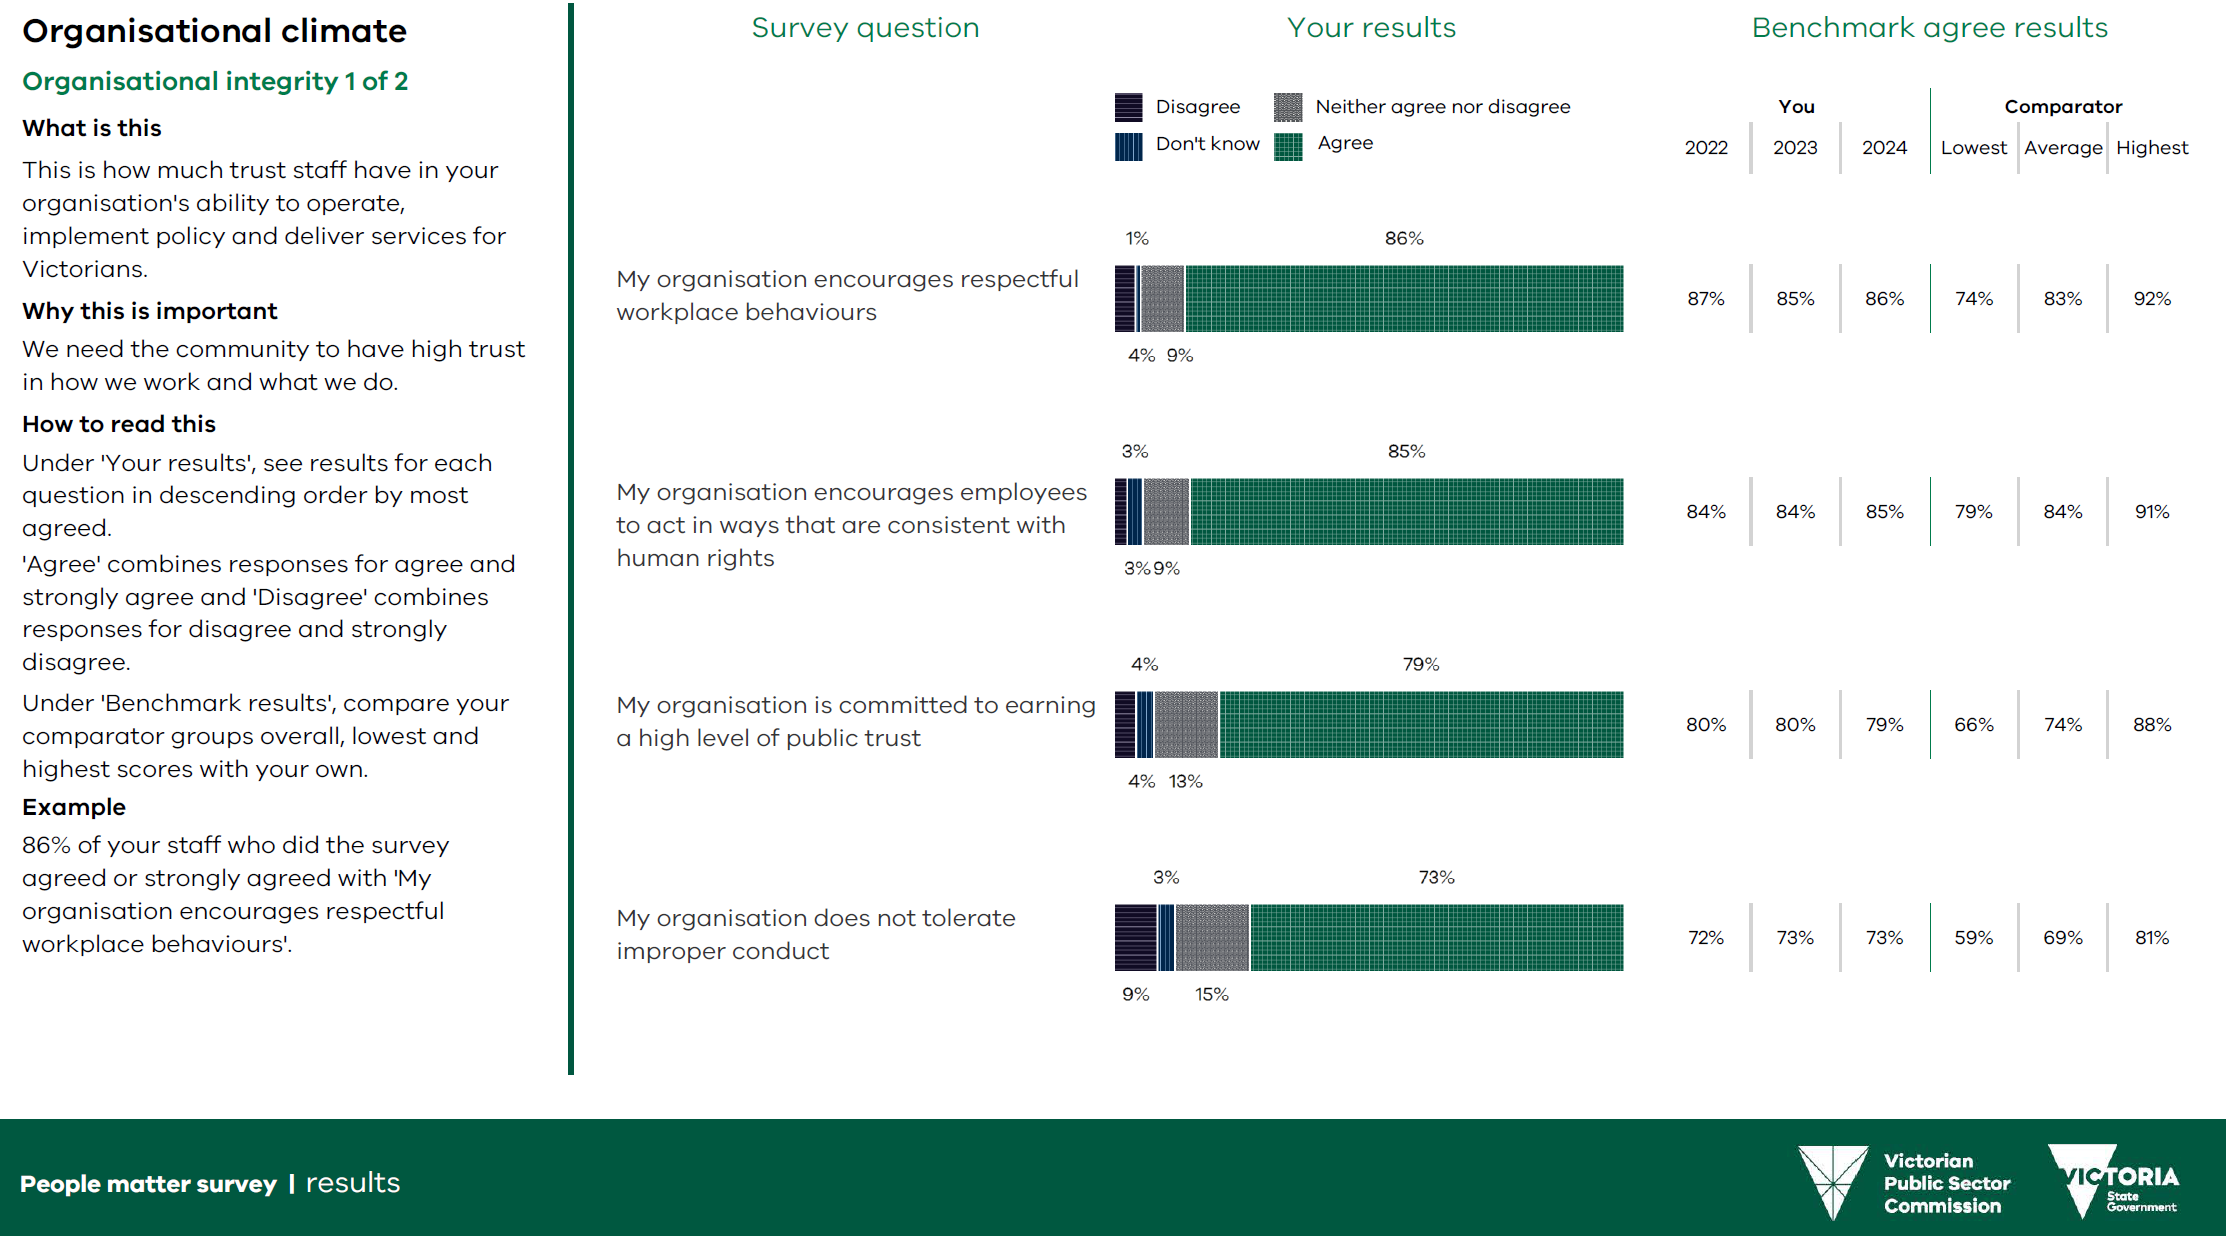 Organisational climate
Organisational integrity 1 of 2
What is this
This is how much trust staff have in your
organisation's ability to operate,
implement policy and deliver services for
Victorians.
Why this is important
We need the community to have high trust
in how we work and what we do.
How to read this
Under 'Your results', see results for each
question in descending order by most
agreed.
'Agree' combines responses for agree and
strongly agree and 'Disagree' combines
responses for disagree and strongly
disagree.
Under 'Benchmark results', compare your
comparator groups overall, lowest and
highest scores with your own.
Example
86% of your staff who did the survey
agreed or strongly agreed with 'My
organisation encourages respectful
workplace behaviours'.
Survey question
Your results
Benchmark agree results
Disagree
Neither agree nor disagree
Don't know
Agree
You
Comparator
2022 2023 2024 Lowest Average Highest
1% 86%
My organisation encourages respectful
workplace behaviours
4% 9%
87% 85% 86% 74% 83% 92%
3% 85%
My organisation encourages employees
to act in ways that are consistent with
human rights
3% 9%
84% 84% 85% 79% 84% 91%
4% 79%
My organisation is committed to earning
a high level of public trust
4% 13%
80% 80% 79% 66% 74% 88%
3% 73%
My organisation does not tolerate
improper conduct
9% 15%
72% 73% 73% 59% 69% 81%
People matter survey | results
Victorian
Public Sector
Commission
VICTORIA
State
Government